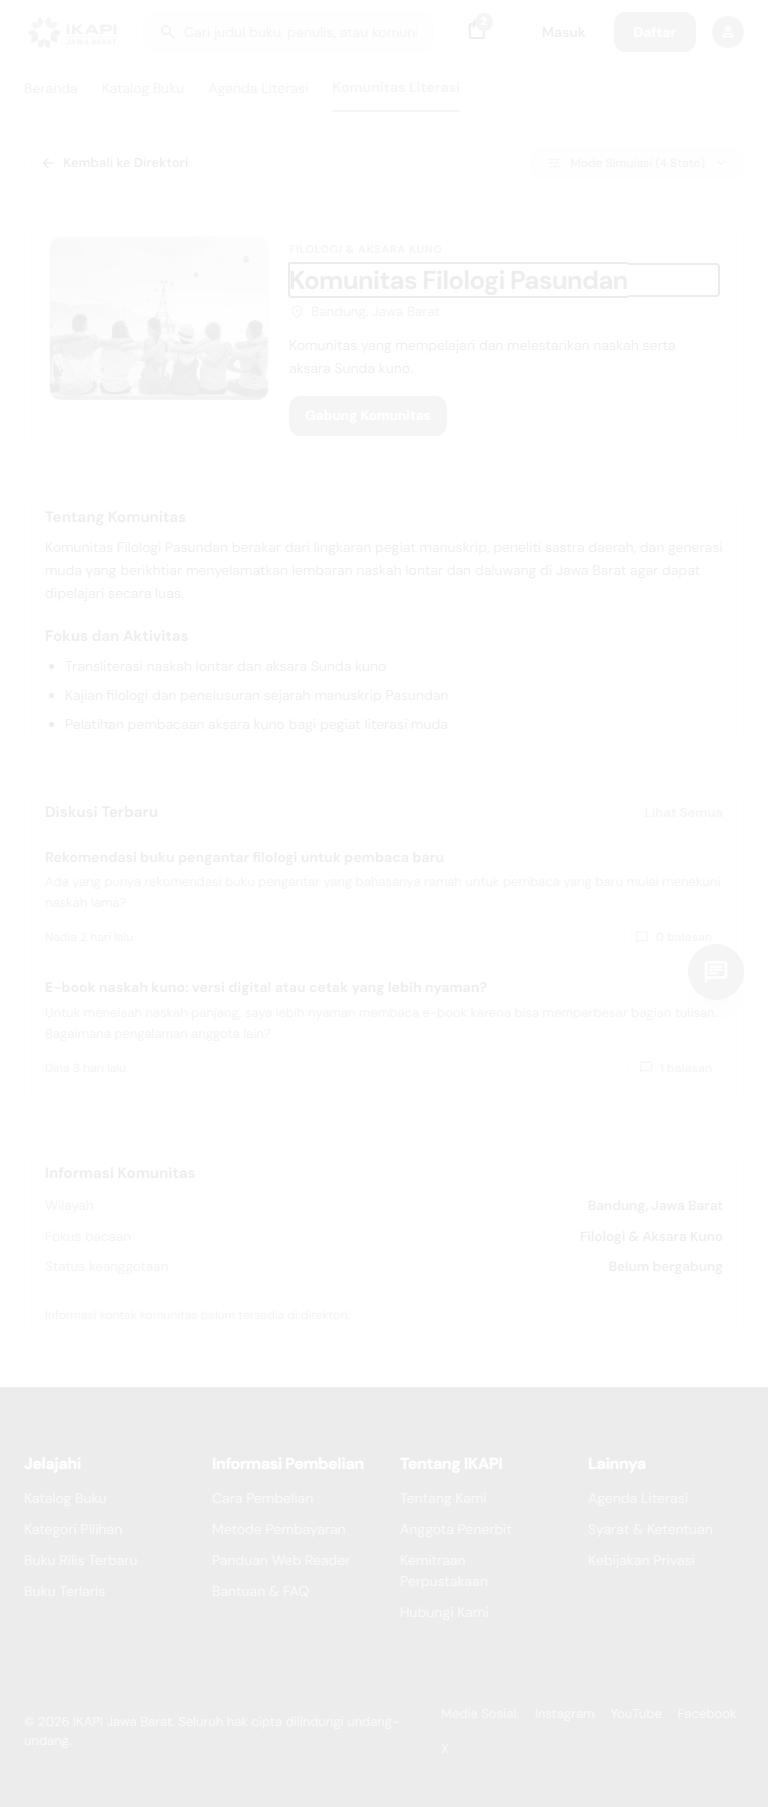 IKAPI
JAWA BARAT
Cari judul buku, penulis, atau komuni
2
Masuk
Daftar
Beranda
Katalog Buku
Agenda Literasi
Komunitas Literasi
Kembali ke Direktori
Mode Simulasi (4 State)
FILOLOGI & AKSARA KUNO
Komunitas Filologi Pasundan
Bandung, Jawa Barat
Komunitas yang mempelajari dan melestarikan naskah serta
aksara Sunda kuno.
Gabung Komunitas
Tentang Komunitas
Komunitas Filologi Pasundan berakar dari lingkaran pegiat manuskrip, peneliti sastra daerah, dan generasi
muda yang berikhtiar menyelamatkan lembaran naskah lontar dan daluwang di Jawa Barat agar dapat
dipelajari secara luas.
Fokus dan Aktivitas
Transliterasi naskah lontar dan aksara Sunda kuno
Kajian filologi dan penelusuran sejarah manuskrip Pasundan
Pelatihan pembacaan aksara kuno bagi pegiat literasi muda
Diskusi Terbaru
Lihat Semua
Rekomendasi buku pengantar filologi untuk pembaca baru
Ada yang punya rekomendasi buku pengantar yang bahasanya ramah untuk pembaca yang baru mulai menekuni
naskah lama?
Nadia 2 hari lalu
0 balasan
E-book naskah kuno: versi digital atau cetak yang lebih nyaman?
Untuk menelaah naskah panjang, saya lebih nyaman membaca e-book karena bisa memperbesar bagian tulisan.
Bagaimana pengalaman anggota lain?
Dina 3 hari lalu
1 balasan
Informasi Komunitas
Wilayah
Bandung, Jawa Barat
Fokus bacaan
Filologi & Aksara Kuno
Status keanggotaan
Belum bergabung
Informasi kontak komunitas belum tersedia di direktori.
Jelajahi
Informasi Pembelian
Tentang IKAPI
Lainnya
Katalog Buku
Cara Pembelian
Tentang Kami
Agenda Literasi
Kategori Pilihan
Metode Pembayaran
Anggota Penerbit
Syarat & Ketentuan
Buku Rilis Terbaru
Panduan Web Reader
Kemitraan
Perpustakaan
Kebijakan Privasi
Buku Terlaris
Bantuan & FAQ
Hubungi Kami
© 2026 IKAPI Jawa Barat. Seluruh hak cipta dilindungi undang-
undang.
Media Sosial
Instagram
YouTube
Facebook
X